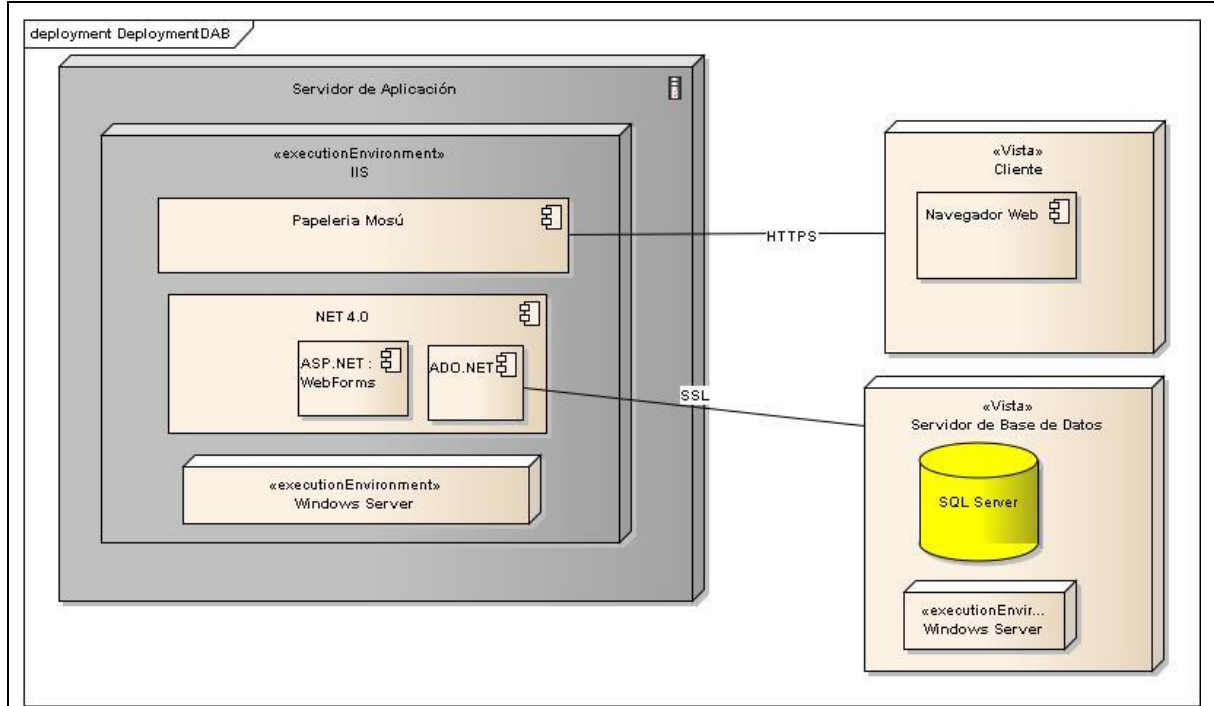 deployment DeploymentDAB
Servidor de Aplicación
«executionEnvironment»
IIS
Papeleria Mosú
NET 4.0
ASP.NET :
WebForms
ADO.NET
«executionEnvironment»
Windows Server
HTTPS
SSL
«Vista»
Cliente
Navegador Web
«Vista»
Servidor de Base de Datos
SQL Server
«executionEnvir...
Windows Server